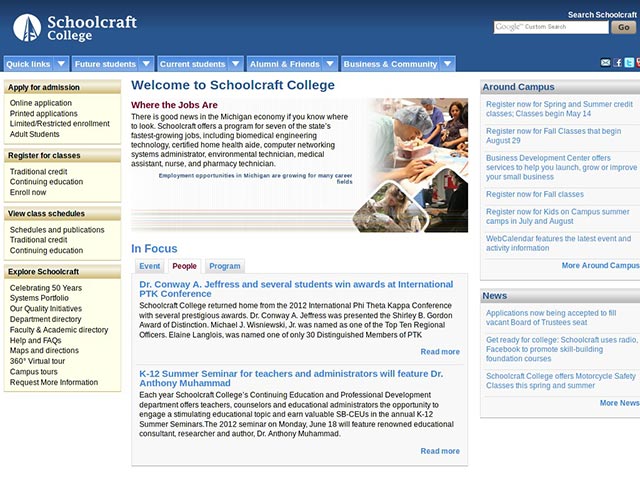 Schoolcraft
College
Search Schoolcraft
Google™ Custom Search
Go
Quick links
Future students
Current students
Alumni & Friends
Business & Community
Apply for admission
Online application
Printed applications
Limited/Restricted enrollment
Adult Students
Register for classes
Traditional credit
Continuing education
Enroll now
View class schedules
Schedules and publications
Traditional credit
Continuing education
Explore Schoolcraft
Celebrating 50 Years
Systems Portfolio
Our Quality Initiatives
Department directory
Faculty & Academic directory
Help and FAQs
Maps and directions
360° Virtual tour
Campus tours
Request More Information
Welcome to Schoolcraft College
Where the Jobs Are
There is good news in the Michigan economy if you know where
to look. Schoolcraft offers a program for seven of the state's
fastest-growing jobs, including biomedical engineering
technology, certified home health aide, computer networking
systems administrator, environmental technician, medical
assistant, nurse, and pharmacy technician.
Employment opportunities in Michigan are growing for many career
fields
In Focus
Event
People
Program
Dr. Conway A. Jeffress and several students win awards at International
PTK Conference
Schoolcraft College returned home from the 2012 International Phi Theta Kappa Conference
with several prestigious awards. Dr. Conway A. Jeffress was presented the Shirley B. Gordon
Award of Distinction. Michael J. Wisniewski, Jr. was named as one of the Top Ten Regional
Officers. Elaine Langlois, was named one of only 30 Distinguished Members of PTK
Read more
K-12 Summer Seminar for teachers and administrators will feature Dr.
Anthony Muhammad
Each year Schoolcraft College's Continuing Education and Professional Development
department offers teachers, counselors and educational administrators the opportunity to
engage a stimulating educational topic and earn valuable SB-CEUs in the annual K-12
Summer Seminars.The 2012 seminar on Monday, June 18 will feature renowned educational
consultant, researcher and author, Dr. Anthony Muhammad.
Read more
Around Campus
Register now for Spring and Summer credit
classes; Classes begin May 14
Register now for Fall Classes that begin
August 29
Business Development Center offers
services to help you launch, grow or improve
your small business
Register now for Fall classes
Register now for Kids on Campus summer
camps in July and August
WebCalendar features the latest event and
activity information
More Around Campus
News
Applications now being accepted to fill
vacant Board of Trustees seat
Get ready for college: Schoolcraft uses radio,
Facebook to promote skill-building
foundation courses
Schoolcraft College offers Motorcycle Safety
Classes this spring and summer
More News